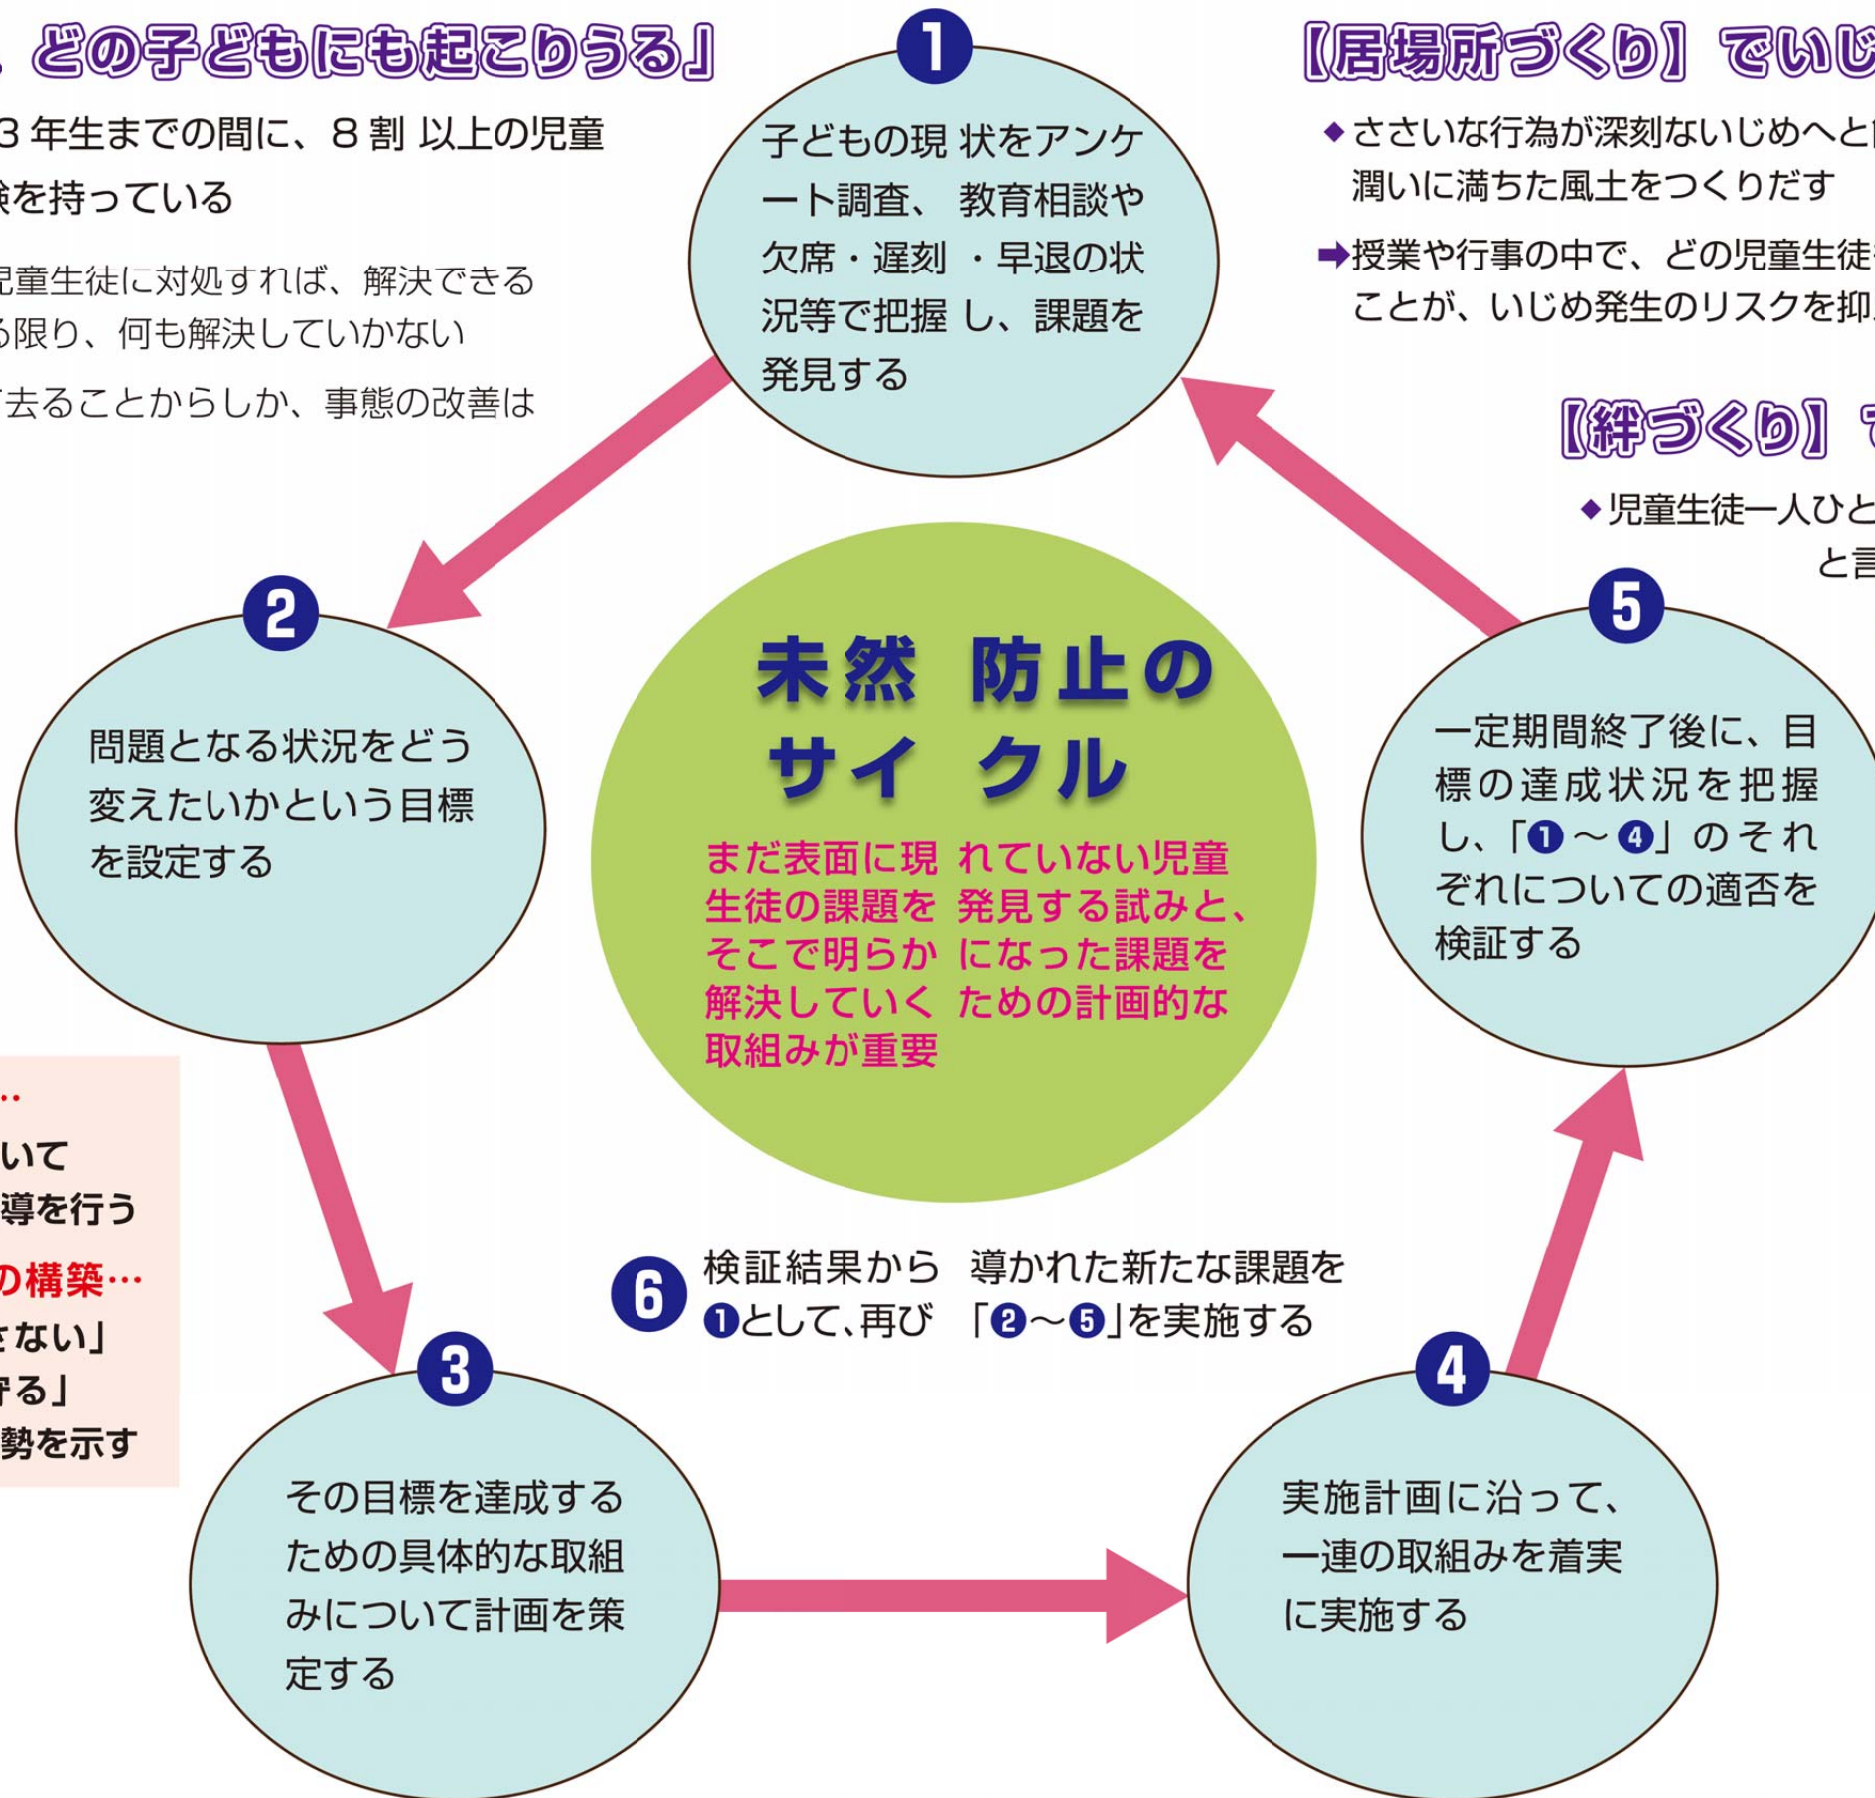 どの子どもにも起こりうる」
3年生までの間に、8割 以上の児童
を持っている
児童生徒に対処すれば、解決できる
る限り、何も解決していかない
去ることからしか、事態の改善は
【居場所づくり】でいじ
◆ささいな行為が深刻ないじめへと
潤いに満ちた風土をつくりだす
➡授業や行事の中で、どの児童生徒
ことが、いじめ発生のリスクを抑
【絆づくり】で
◆児童生徒一人ひと
と言
1
子どもの現 状をアンケ
ート調査、 教育相談や
欠席・遅刻 ・早退の状
況等で把握 し、課題を
発見する
2
問題となる状況をどう
変えたいかという目標
を設定する
未然 防止の
サイ クル
まだ表面に現 れていない児童
生徒の課題を 発見する試みと、
そこで明らか になった課題を
解決していく ための計画的な
取組みが重要
5
一定期間終了後に、目
標の達成状況を把握
し、「❶～❹」のそれ
ぞれについての適否を
検証する
…
いて
導を行う
の構築…
さない」
守る」
勢を示す
6
検証結果から 導かれた新たな課題を
❶として、再び 「❷～❺」を実施する
3
その目標を達成する
ための具体的な取組
みについて計画を策
定する
4
実施計画に沿って、
一連の取組みを着実
に実施する